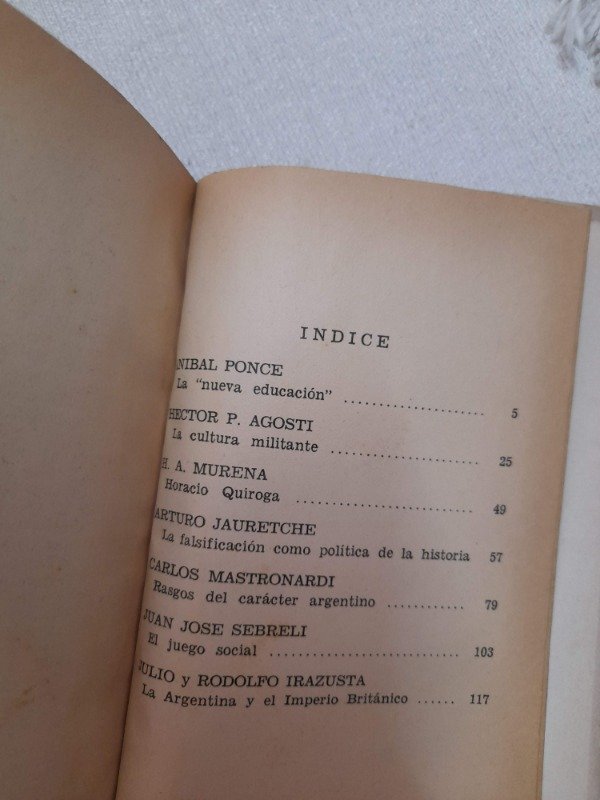 INDICE
ANIBAL PONCE
La "nueva educación" .................... 5
HECTOR P. AGOSTI
La cultura militante .................... 25
H. A. MURENA
Horacio Quiroga .................... 49
ARTURO JAURETCHE
La falsificación como política de la historia 57
CARLOS MASTRONARDI
Rasgos del carácter argentino ............ 79
JUAN JOSE SEBRELI
El juego social .......................... 103
JULIO y RODOLFO IRAZUSTA
La Argentina y el Imperio Británico ...... 117